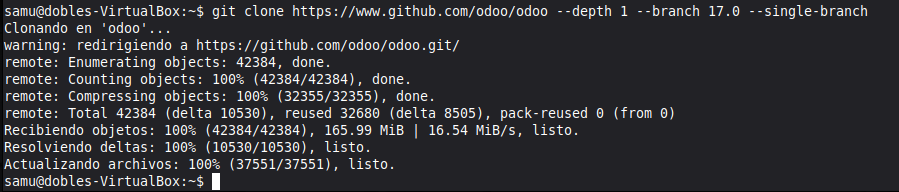 samu@dobles-VirtualBox:~$ git clone https://www.github.com/odoo/odoo --depth 1 --branch 17.0 --single-branch
Clonando en 'odoo'...
warning: redirigiendo a https://github.com/odoo/odoo.git/
remote: Enumerating objects: 42384, done.
remote: Counting objects: 100% (42384/42384), done.
remote: Compressing objects: 100% (32355/32355), done.
remote: Total 42384 (delta 10530), reused 32680 (delta 8505), pack-reused 0 (from 0)
Recibiendo objetos: 100% (42384/42384), 165.99 MiB | 16.54 MiB/s, listo.
Resolviendo deltas: 100% (10530/10530), listo.
Actualizando archivos: 100% (37551/37551), listo.
samu@dobles-VirtualBox:~$